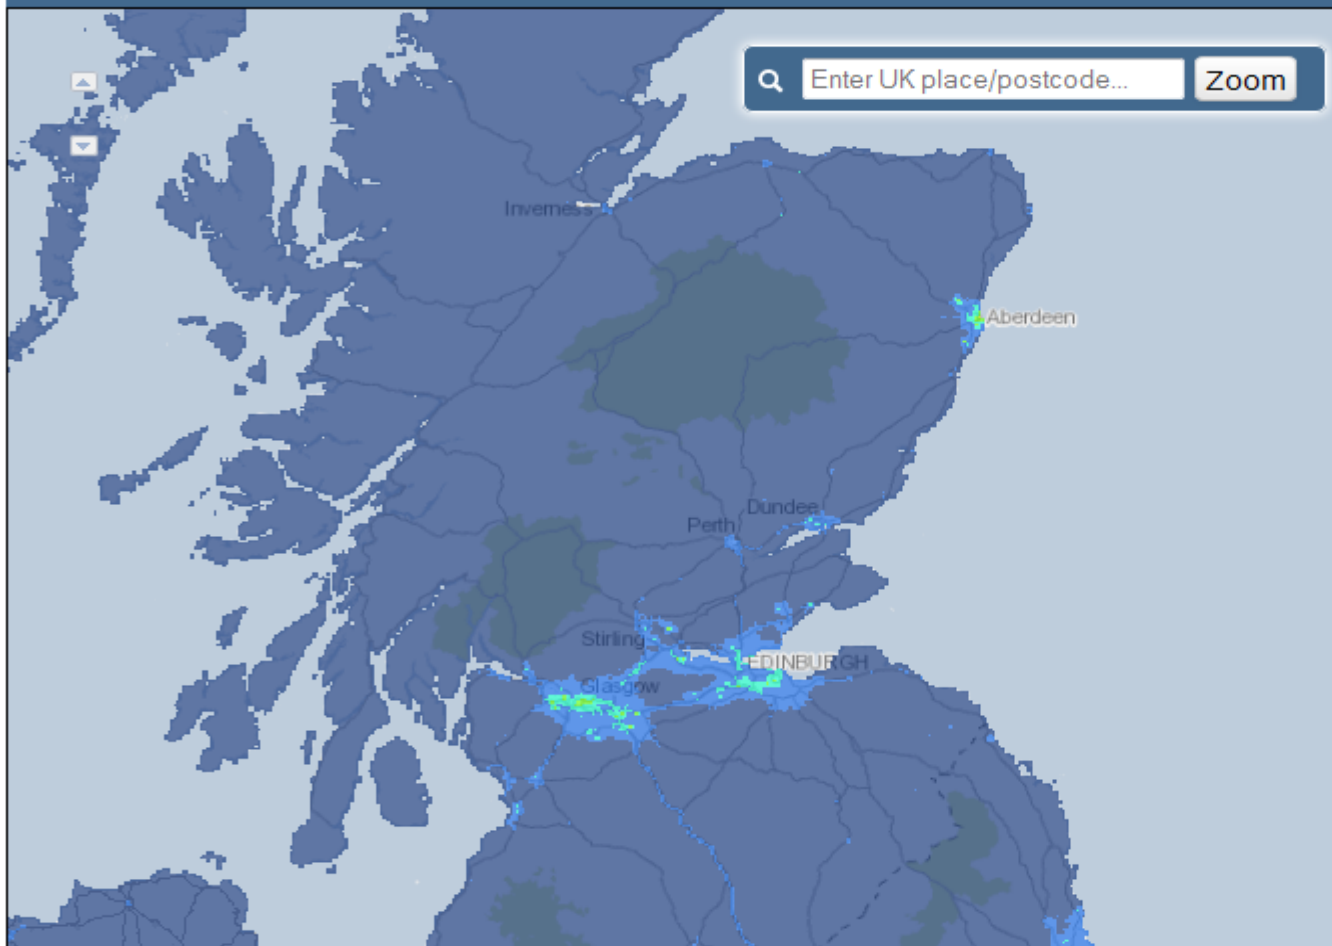 Enter UK place/postcode...
Zoom
Inverness
Aberdeen
Dundee
Perth
Stirling
EDINBURGH
Glasgow